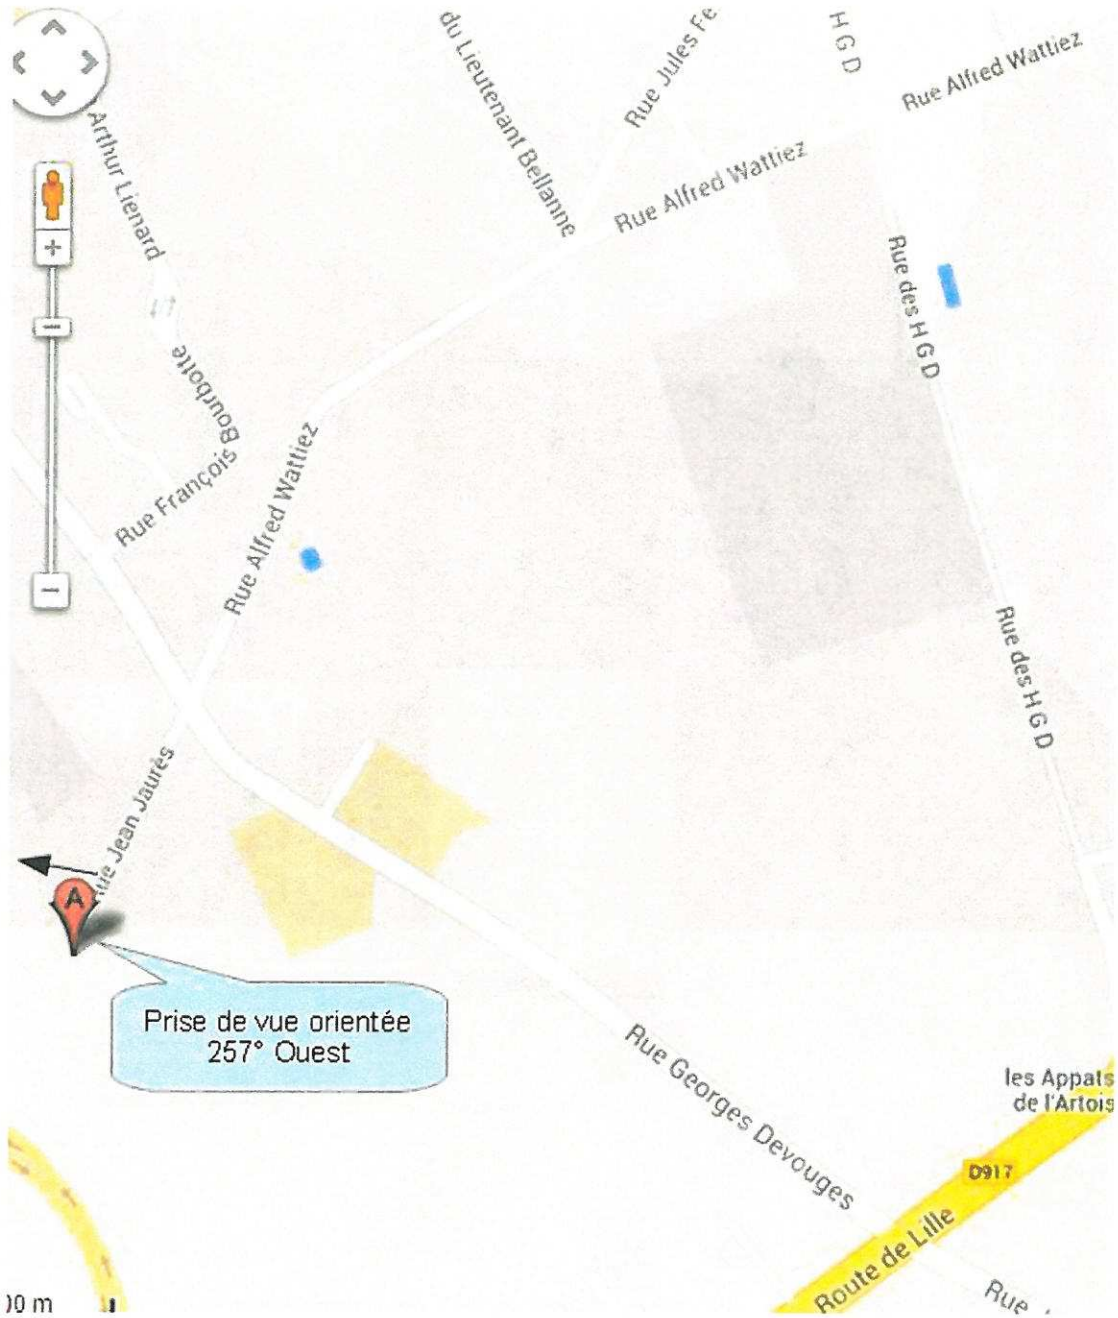 du Lieutenant Bellanne
Rue Jules Fe
H G D
Rue Alfred Wattiez
Arthur Lienard
Rue Alfred Wattiez
Rue des H G D
Rue François Bourbotte
Rue Alfred Wattiez
Rue des H G D
Rue Jean Jaurès
A
Prise de vue orientée
257° Ouest
Rue Georges Devouges
les Appats
de l'Artois
D917
Route de Lille
Rue
00 m